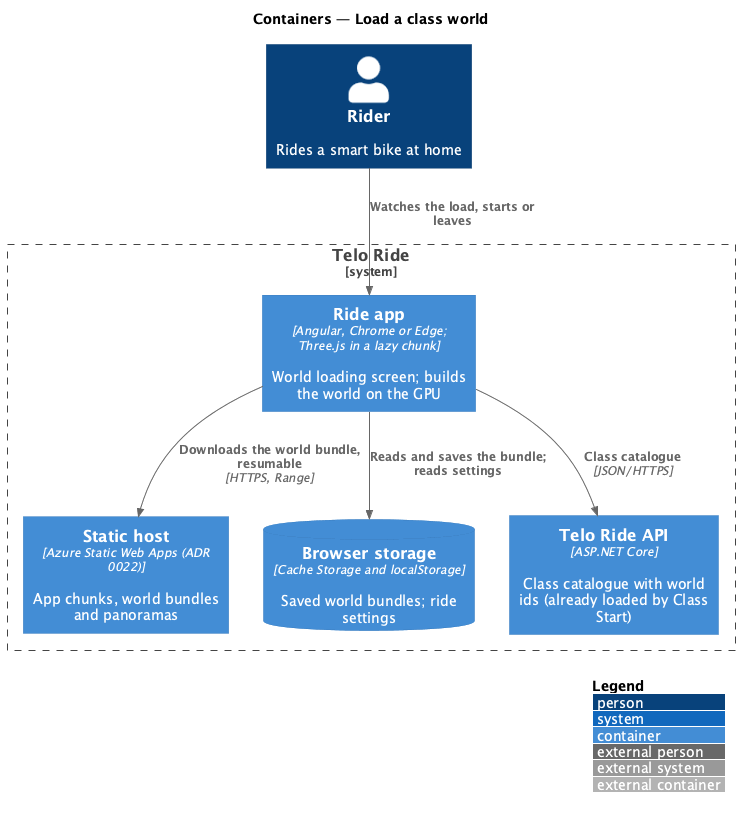 Containers — Load a class world
Rider
Rides a smart bike at home
Watches the load, starts or
leaves
Telo Ride
[system]
Ride app
[Angular, Chrome or Edge;
Three.js in a lazy chunk]
World loading screen; builds
the world on the GPU
Downloads the world bundle,
resumable
[HTTPS, Range]
Reads and saves the bundle;
reads settings
Class catalogue
[JSON/HTTPS]
Static host
[Azure Static Web Apps (ADR
0022)]
App chunks, world bundles
and panoramas
Browser storage
[Cache Storage and localStorage]
Saved world bundles; ride
settings
Telo Ride API
[ASP.NET Core]
Class catalogue with world
ids (already loaded by Class
Start)
Legend
person
system
container
external person
external system
external container